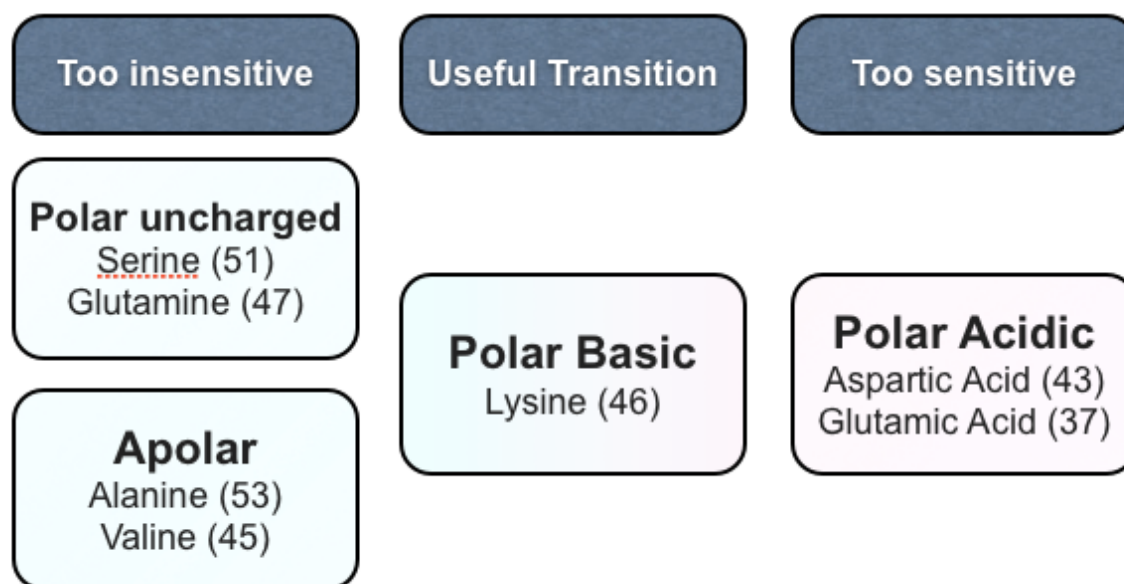 Too insensitive
Useful Transition
Too sensitive
Polar uncharged
Serine (51)
Glutamine (47)
Apolar
Alanine (53)
Valine (45)
Polar Basic
Lysine (46)
Polar Acidic
Aspartic Acid (43)
Glutamic Acid (37)